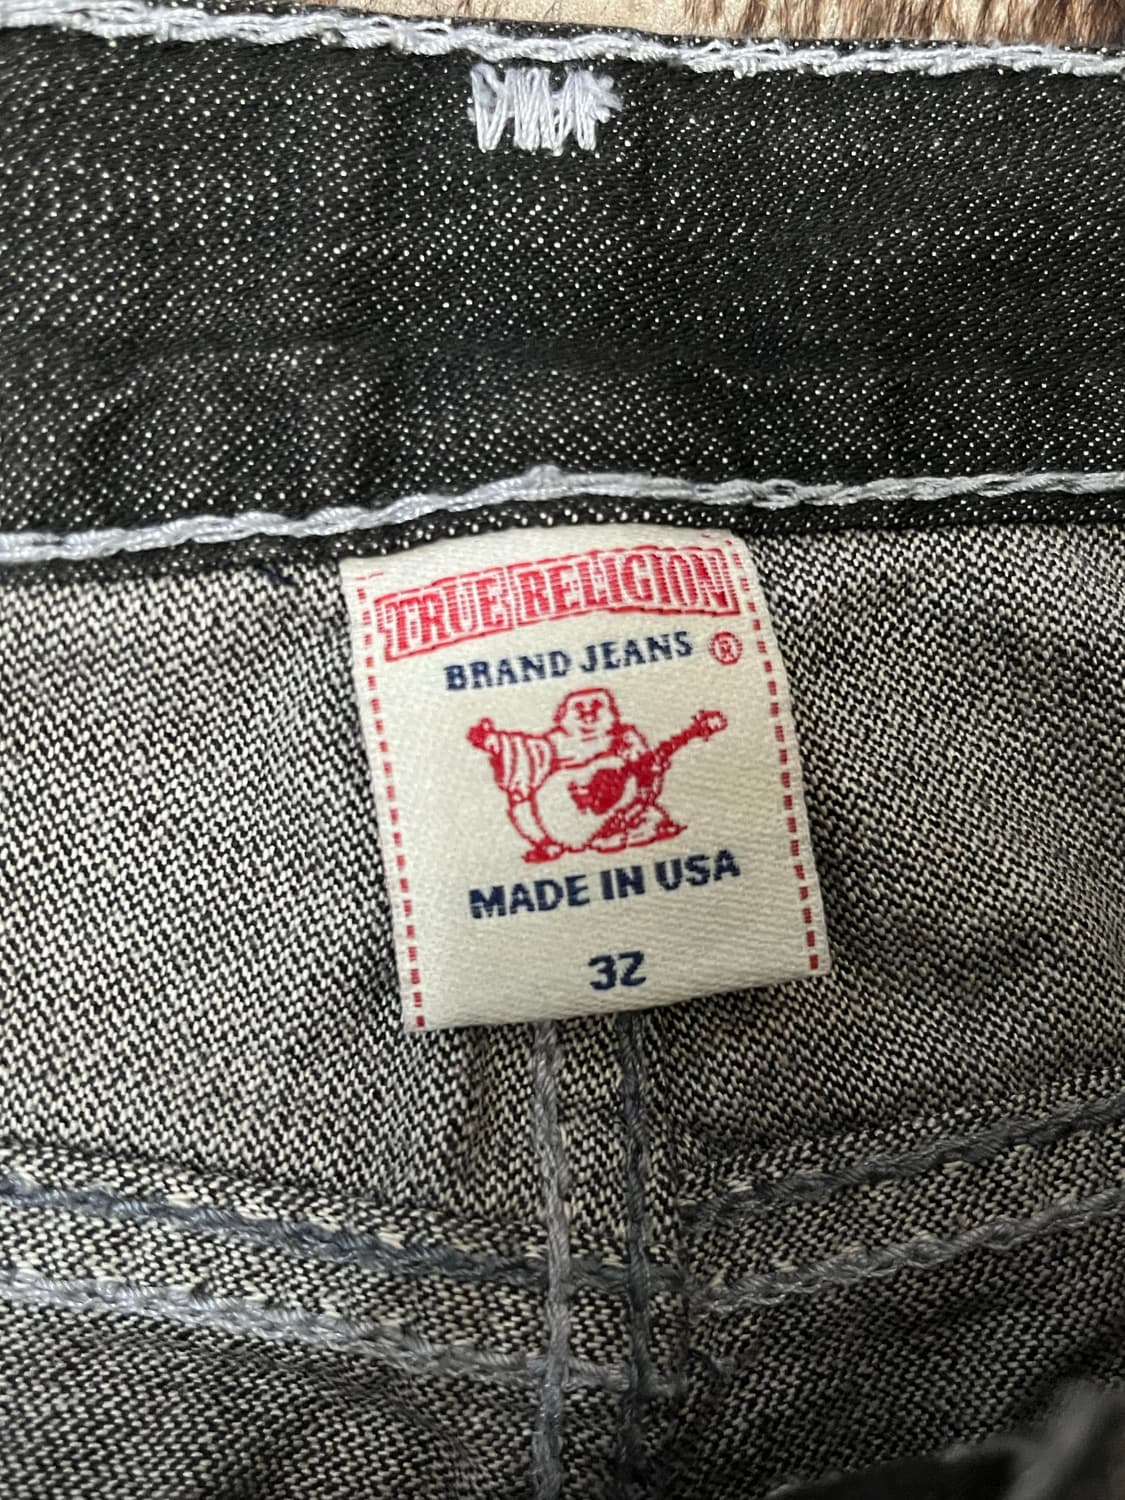 TRUE RELIGION
BRAND JEANS ®
MADE IN USA
32